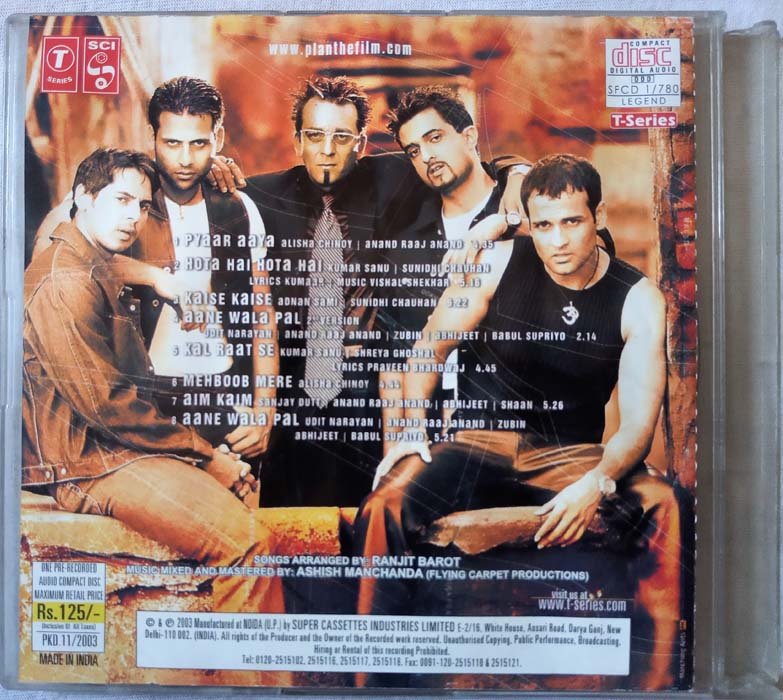 T
SERIES
SCI
www.planthefilm.com
COMPACT
disc
DIGITAL AUDIO
DDD
SFCD 1/780
LEGEND
T-Series
1 PYAAR AAYA ALISHA CHINOY | ANAND RAAJ ANAND 4.35
2 HOTA HAI HOTA HAI KUMAR SANU | SUNIDHI CHAUHAN
LYRICS KUMAAR | MUSIC VISHAL SHEKHAR 5.16
3 KAISE KAISE ADNAN SAMI | SUNIDHI CHAUHAN 6.22
4 AANE WALA PAL 2ND VERSION
UDIT NARAYAN | ANAND RAAJ ANAND | ZUBIN | ABHIJEET | BABUL SUPRIYO 2.14
5 KAL RAAT SE KUMAR SANU | SHREYA GHOSHAL
LYRICS PRAVEEN BHARDWAJ 4.45
6 MEHBOOB MERE ALISHA CHINOY 4.44
7 AIM KAIM SANJAY DUTT | ANAND RAAJ ANAND | ABHIJEET | SHAAN 5.26
8 AANE WALA PAL UDIT NARAYAN | ANAND RAAJ ANAND | ZUBIN
ABHIJEET | BABUL SUPRIYO 5.21
SONGS ARRANGED BY: RANJIT BAROT
MUSIC MIXED AND MASTERED BY: ASHISH MANCHANDA (FLYING CARPET PRODUCTIONS)
visit us at
www.t-series.com
ONE PRE-RECORDED
AUDIO COMPACT DISC
MAXIMUM RETAIL PRICE
Rs.125/-
(Inclusive Of All Taxes)
PKD.11/2003
MADE IN INDIA
© & ℗ 2003 Manufactured at NOIDA (U.P.) by SUPER CASSETTES INDUSTRIES LIMITED E-2/16, White House, Ansari Road, Darya Ganj, New
Delhi-110 002. (INDIA). All rights of the Producer and the Owner of the Recorded work reserved. Unauthorised Copying, Public Performance, Broadcasting,
Hiring or Rental of this recording Prohibited.
Tel: 0120-2515102, 2515116, 2515117, 2515118. Fax: 0091-120-2515110 & 2515121.